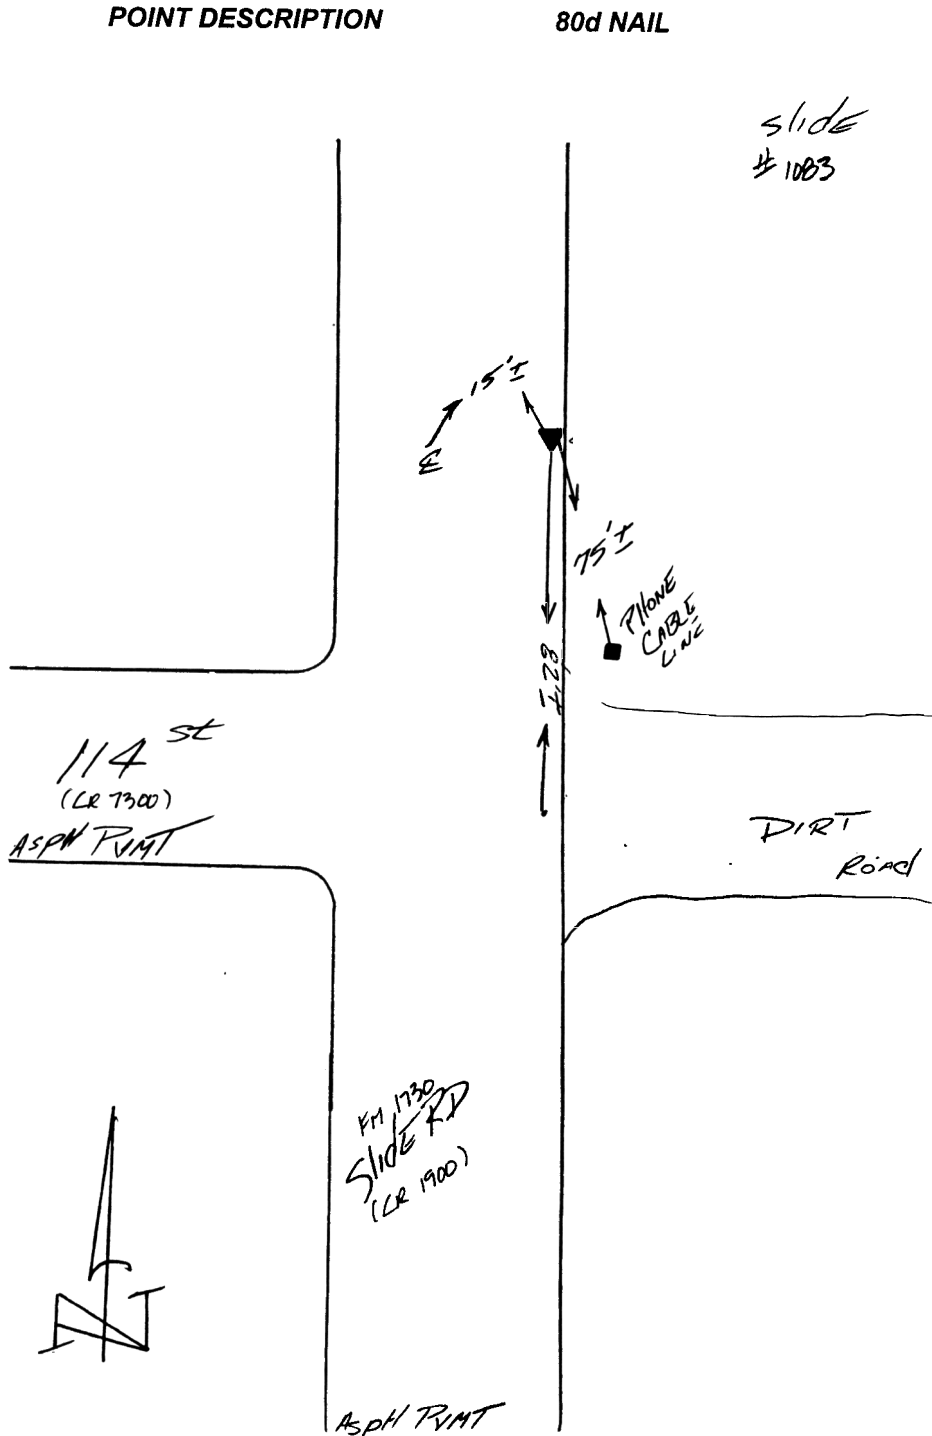 POINT DESCRIPTION 80d NAIL
slide
# 1083
15'±
℄
75'±
PHONE
CABLE
LINE
82'±
114 st
(CR 7300)
ASPH PVMT
DIRT
ROAD
FM 1730
SlidE RD
(CR 1900)
N
ASPH PVMT